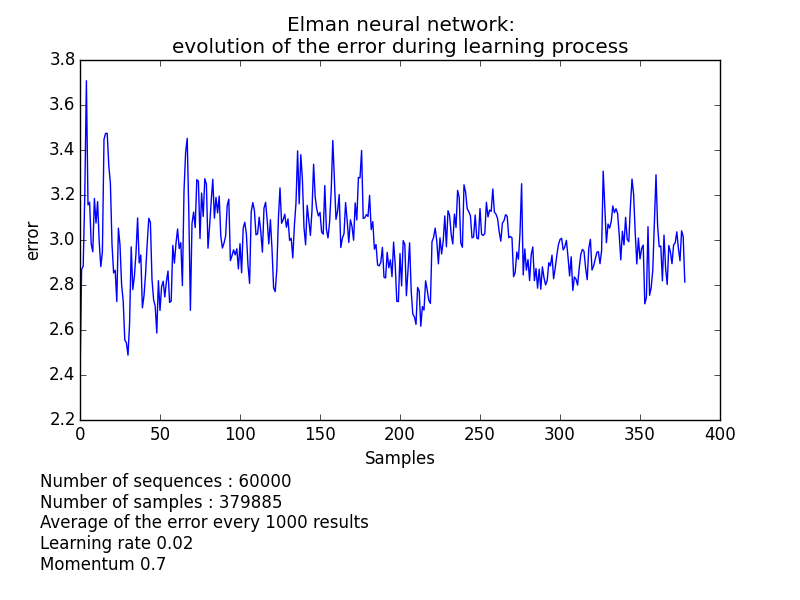 Elman neural network:
evolution of the error during learning process
3.8
3.6
3.4
3.2
3.0
2.8
2.6
2.4
2.2
error
0 50 100 150 200 250 300 350 400
Samples
Number of sequences : 60000
Number of samples : 379885
Average of the error every 1000 results
Learning rate 0.02
Momentum 0.7